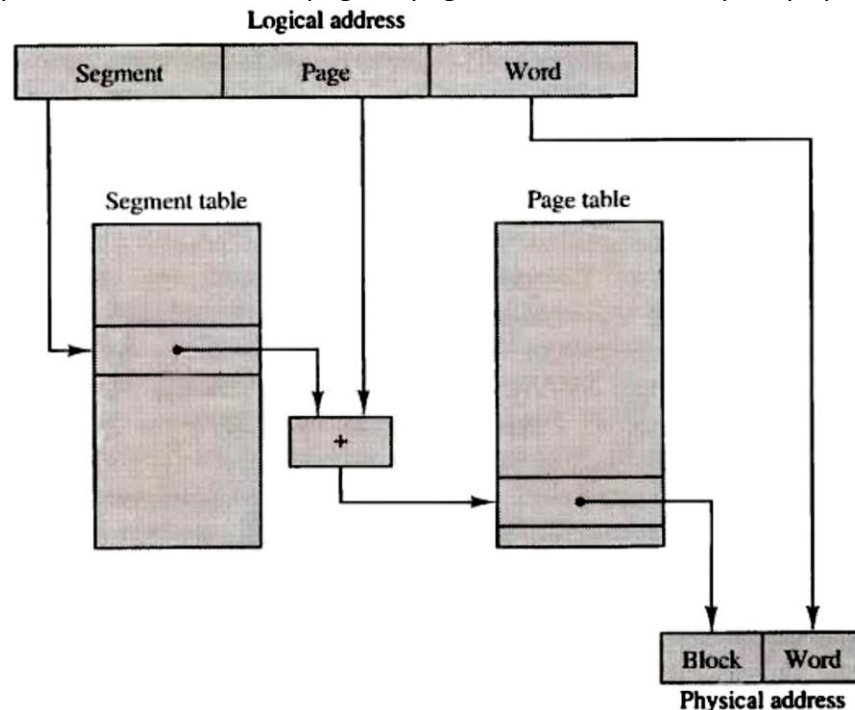 Logical address
Segment Page Word
Segment table Page table
+
Block Word
Physical address